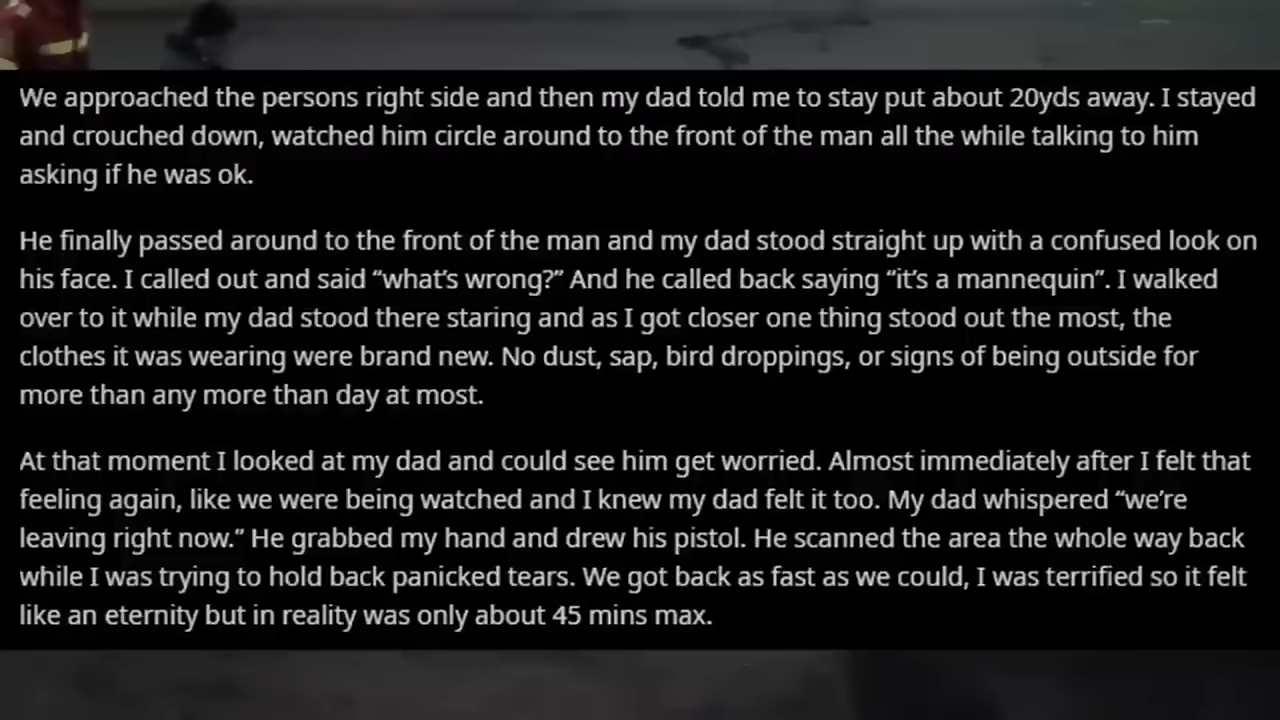 We approached the persons right side and then my dad told me to stay put about 20yds away. I stayed
and crouched down, watched him circle around to the front of the man all the while talking to him
asking if he was ok.
He finally passed around to the front of the man and my dad stood straight up with a confused look on
his face. I called out and said “what’s wrong?” And he called back saying “it’s a mannequin”. I walked
over to it while my dad stood there staring and as I got closer one thing stood out the most, the
clothes it was wearing were brand new. No dust, sap, bird droppings, or signs of being outside for
more than any more than day at most.
At that moment I looked at my dad and could see him get worried. Almost immediately after I felt that
feeling again, like we were being watched and I knew my dad felt it too. My dad whispered “we’re
leaving right now.” He grabbed my hand and drew his pistol. He scanned the area the whole way back
while I was trying to hold back panicked tears. We got back as fast as we could, I was terrified so it felt
like an eternity but in reality was only about 45 mins max.